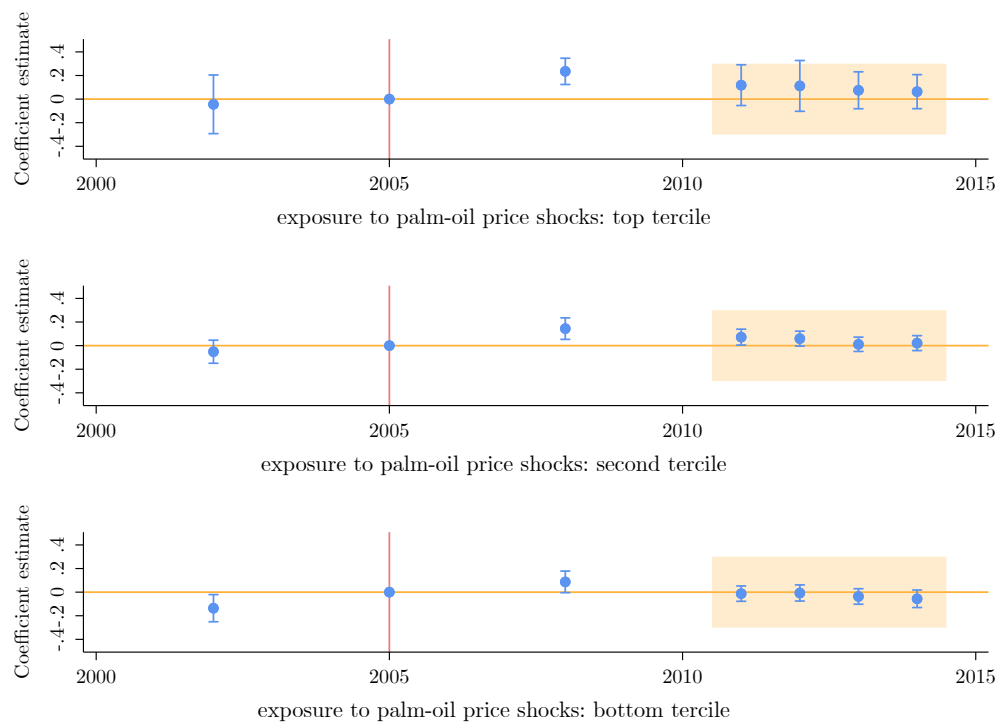 Coefficient estimate
-.4 -.2 0 .2 .4
2000 2005 2010 2015
exposure to palm-oil price shocks: top tercile
Coefficient estimate
-.4 -.2 0 .2 .4
2000 2005 2010 2015
exposure to palm-oil price shocks: second tercile
Coefficient estimate
-.4 -.2 0 .2 .4
2000 2005 2010 2015
exposure to palm-oil price shocks: bottom tercile